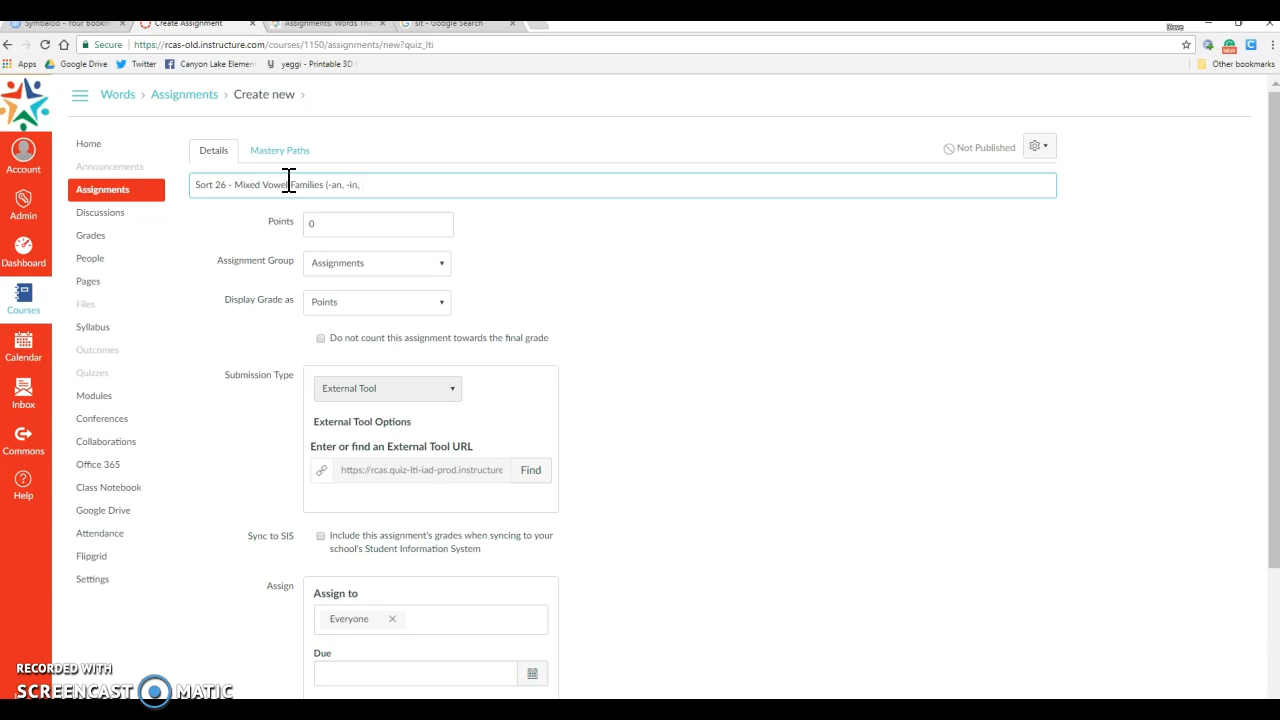 Symbaloo - Your Bookm
Create Assignment
Assignments: Words Th
sit - Google Search
Dave
Secure
https://rcas-old.instructure.com/courses/1150/assignments/new?quiz_lti
NEW
Apps
Google Drive
Twitter
Canyon Lake Elemen
yeggi - Printable 3D
Other bookmarks
Words > Assignments > Create new >
Account
Admin
Dashboard
Courses
Calendar
Inbox
Commons
Help
Home
Announcements
Assignments
Discussions
Grades
People
Pages
Files
Syllabus
Outcomes
Quizzes
Modules
Conferences
Collaborations
Office 365
Class Notebook
Google Drive
Attendance
Flipgrid
Settings
Details
Mastery Paths
Not Published
Sort 26 - Mixed Vowel Families (-an, -in,
Points
0
Assignment Group
Assignments
Display Grade as
Points
Do not count this assignment towards the final grade
Submission Type
External Tool
External Tool Options
Enter or find an External Tool URL
https://rcas.quiz-lti-iad-prod.instructure
Find
Sync to SIS
Include this assignment's grades when syncing to your
school's Student Information System
Assign
Assign to
Everyone
Due
RECORDED WITH
SCREENCAST MATIC